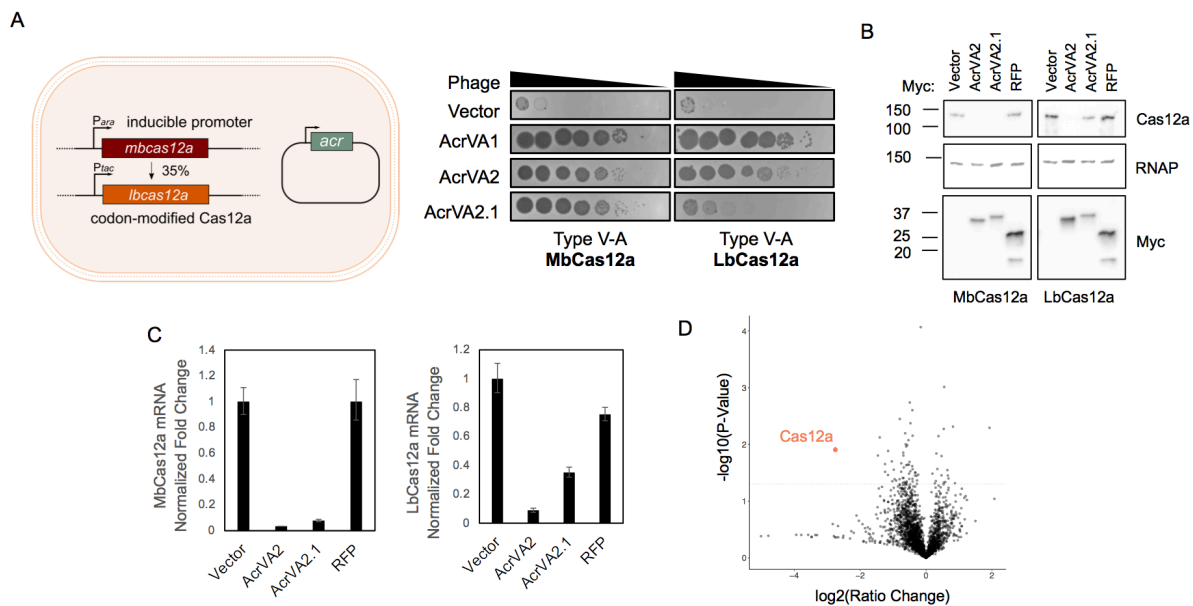 A
Para
inducible promoter
mbcas12a
35%
Ptac
lbcas12a
codon-modified Cas12a
acr
Phage
Vector
AcrVA1
AcrVA2
AcrVA2.1
Type V-A
MbCas12a
Type V-A
LbCas12a
B
Myc:
Vector
AcrVA2
AcrVA2.1
RFP
Vector
AcrVA2
AcrVA2.1
RFP
150
100
Cas12a
150
RNAP
37
25
20
Myc
MbCas12a
LbCas12a
C
MbCas12a mRNA
Normalized Fold Change
1.4
1.2
1
0.8
0.6
0.4
0.2
0
Vector
AcrVA2
AcrVA2.1
RFP
LbCas12a mRNA
Normalized Fold Change
1.2
1
0.8
0.6
0.4
0.2
0
Vector
AcrVA2
AcrVA2.1
RFP
D
-log10(P-Value)
4
3
2
1
0
Cas12a
−4
−2
0
2
log2(Ratio Change)